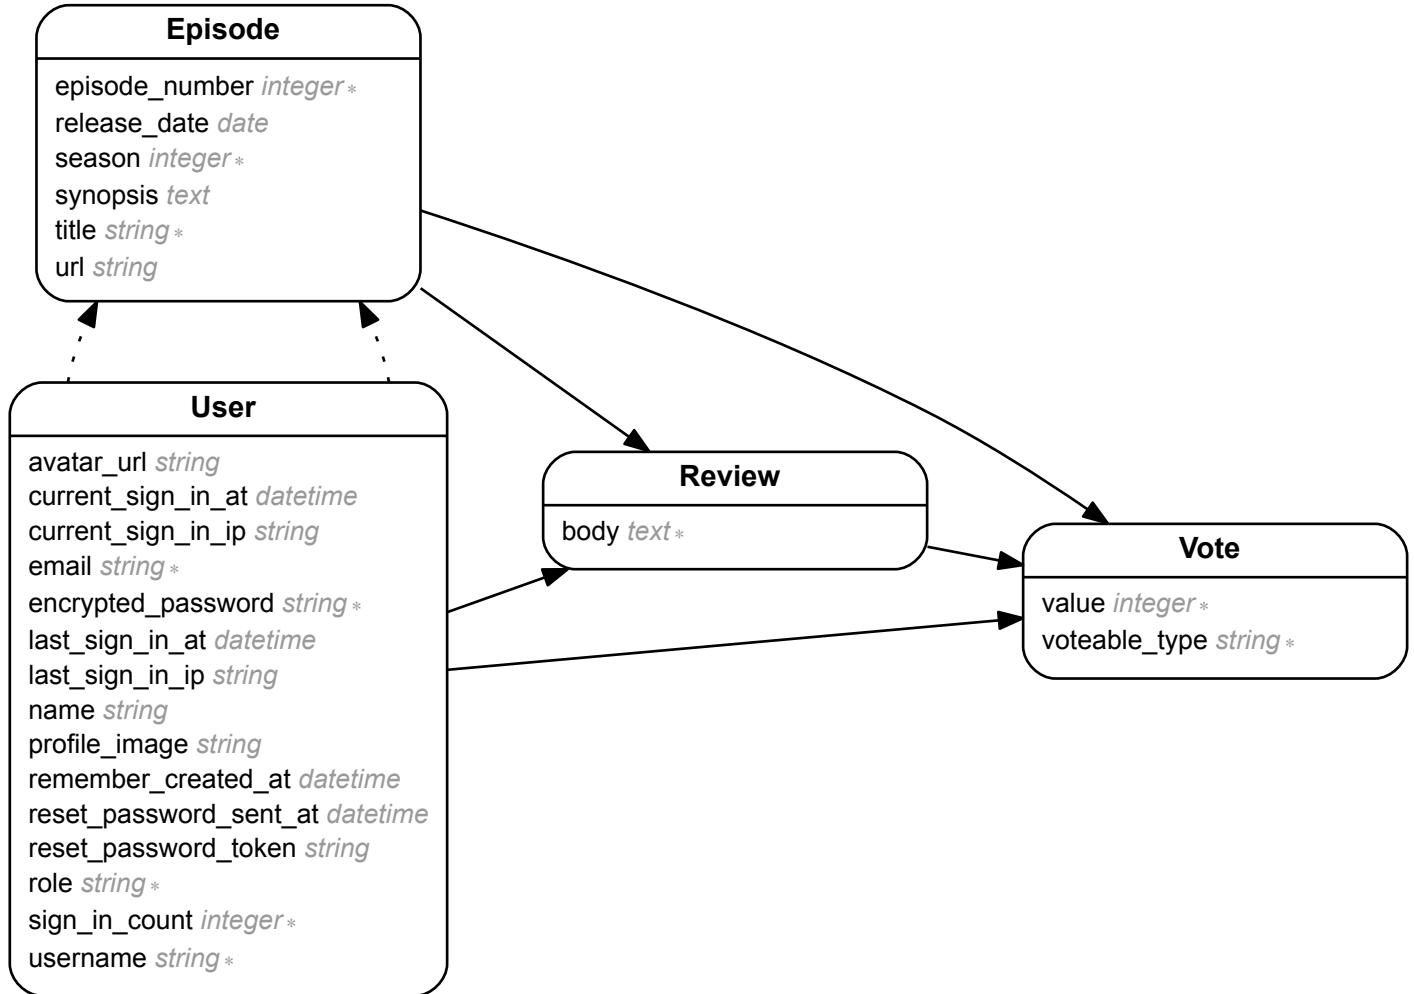 Episode
episode_number integer *
release_date date
season integer *
synopsis text
title string *
url string
User
avatar_url string
current_sign_in_at datetime
current_sign_in_ip string
email string *
encrypted_password string *
last_sign_in_at datetime
last_sign_in_ip string
name string
profile_image string
remember_created_at datetime
reset_password_sent_at datetime
reset_password_token string
role string *
sign_in_count integer *
username string *
Review
body text *
Vote
value integer *
voteable_type string *